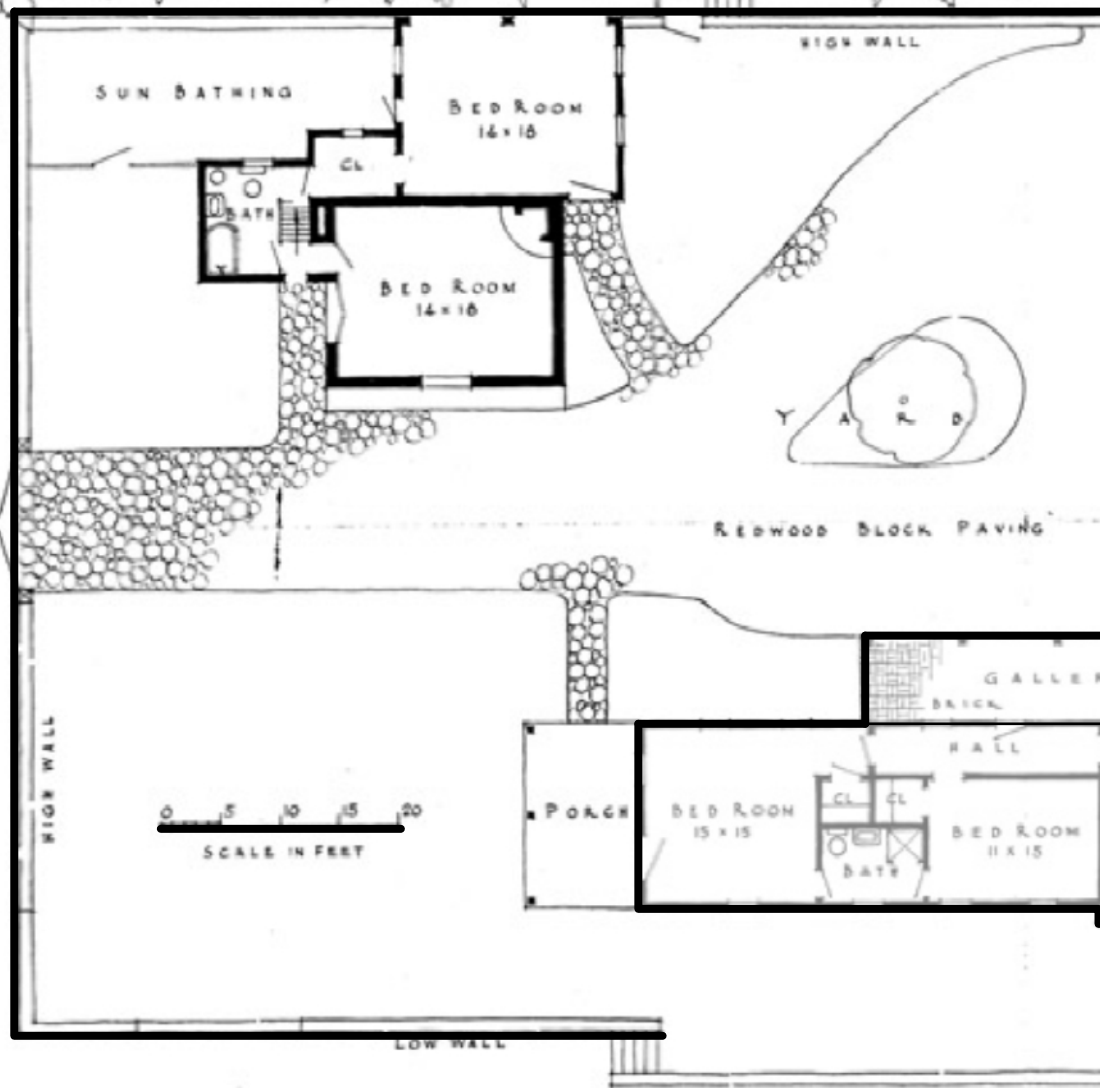 HIGH WALL
SUN BATHING
BED ROOM
14 x 18
CL
BATH
BED ROOM
14 x 18
YARD
REDWOOD BLOCK PAVING
GALLER
BRICK
HALL
HIGH WALL
0 5 10 15 20
SCALE IN FEET
PORCH
BED ROOM
15 x 15
CL
CL
BED ROOM
11 x 15
BATH
LOW WALL